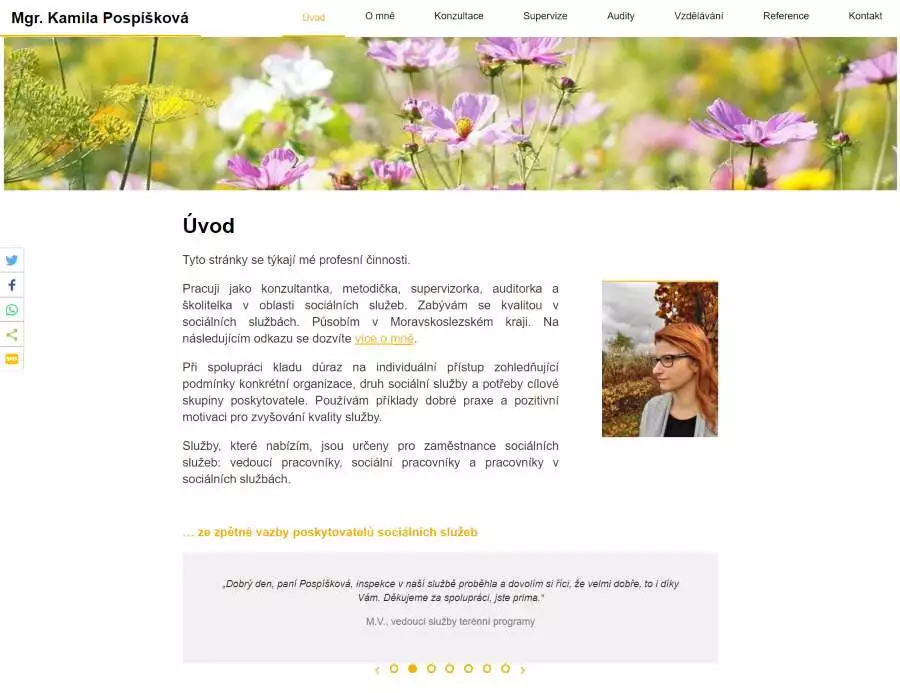 Mgr. Kamila Pospíšková
Úvod O mně Konzultace Supervize Audity Vzdělávání Reference Kontakt
Úvod
Tyto stránky se týkají mé profesní činnosti.
Pracuji jako konzultantka, metodička, supervizorka, auditorka a
školitelka v oblasti sociálních služeb. Zabývám se kvalitou v
sociálních službách. Působím v Moravskoslezském kraji. Na
následujícím odkazu se dozvíte více o mně.
Při spolupráci kladu důraz na individuální přístup zohledňující
podmínky konkrétní organizace, druh sociální služby a potřeby cílové
skupiny poskytovatele. Používám příklady dobré praxe a pozitivní
motivaci pro zvyšování kvality služby.
Služby, které nabízím, jsou určeny pro zaměstnance sociálních
služeb: vedoucí pracovníky, sociální pracovníky a pracovníky v
sociálních službách.
… ze zpětné vazby poskytovatelů sociálních služeb
„Dobrý den, paní Pospíšková, inspekce v naší službě proběhla a dovolím si říci, že velmi dobře, to i díky
Vám. Děkujeme za spolupráci, jste prima.“
M.V., vedoucí služby terénní programy